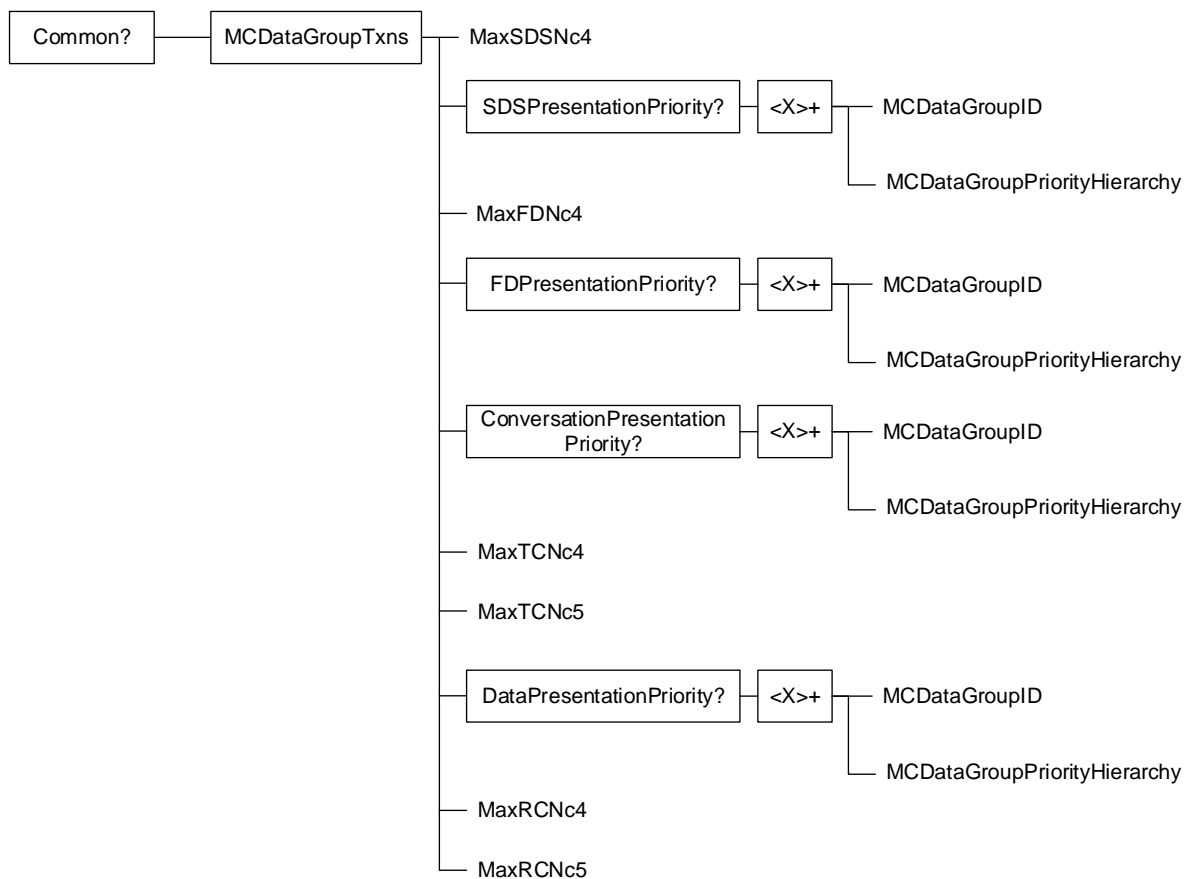 Common?
MCDataGroupTxns
MaxSDSNc4
SDSPresentationPriority?
<X>+
MCDataGroupID
MCDataGroupPriorityHierarchy
MaxFDNc4
FDPresentationPriority?
<X>+
MCDataGroupID
MCDataGroupPriorityHierarchy
ConversationPresentation
Priority?
<X>+
MCDataGroupID
MCDataGroupPriorityHierarchy
MaxTCNc4
MaxTCNc5
DataPresentationPriority?
<X>+
MCDataGroupID
MCDataGroupPriorityHierarchy
MaxRCNc4
MaxRCNc5